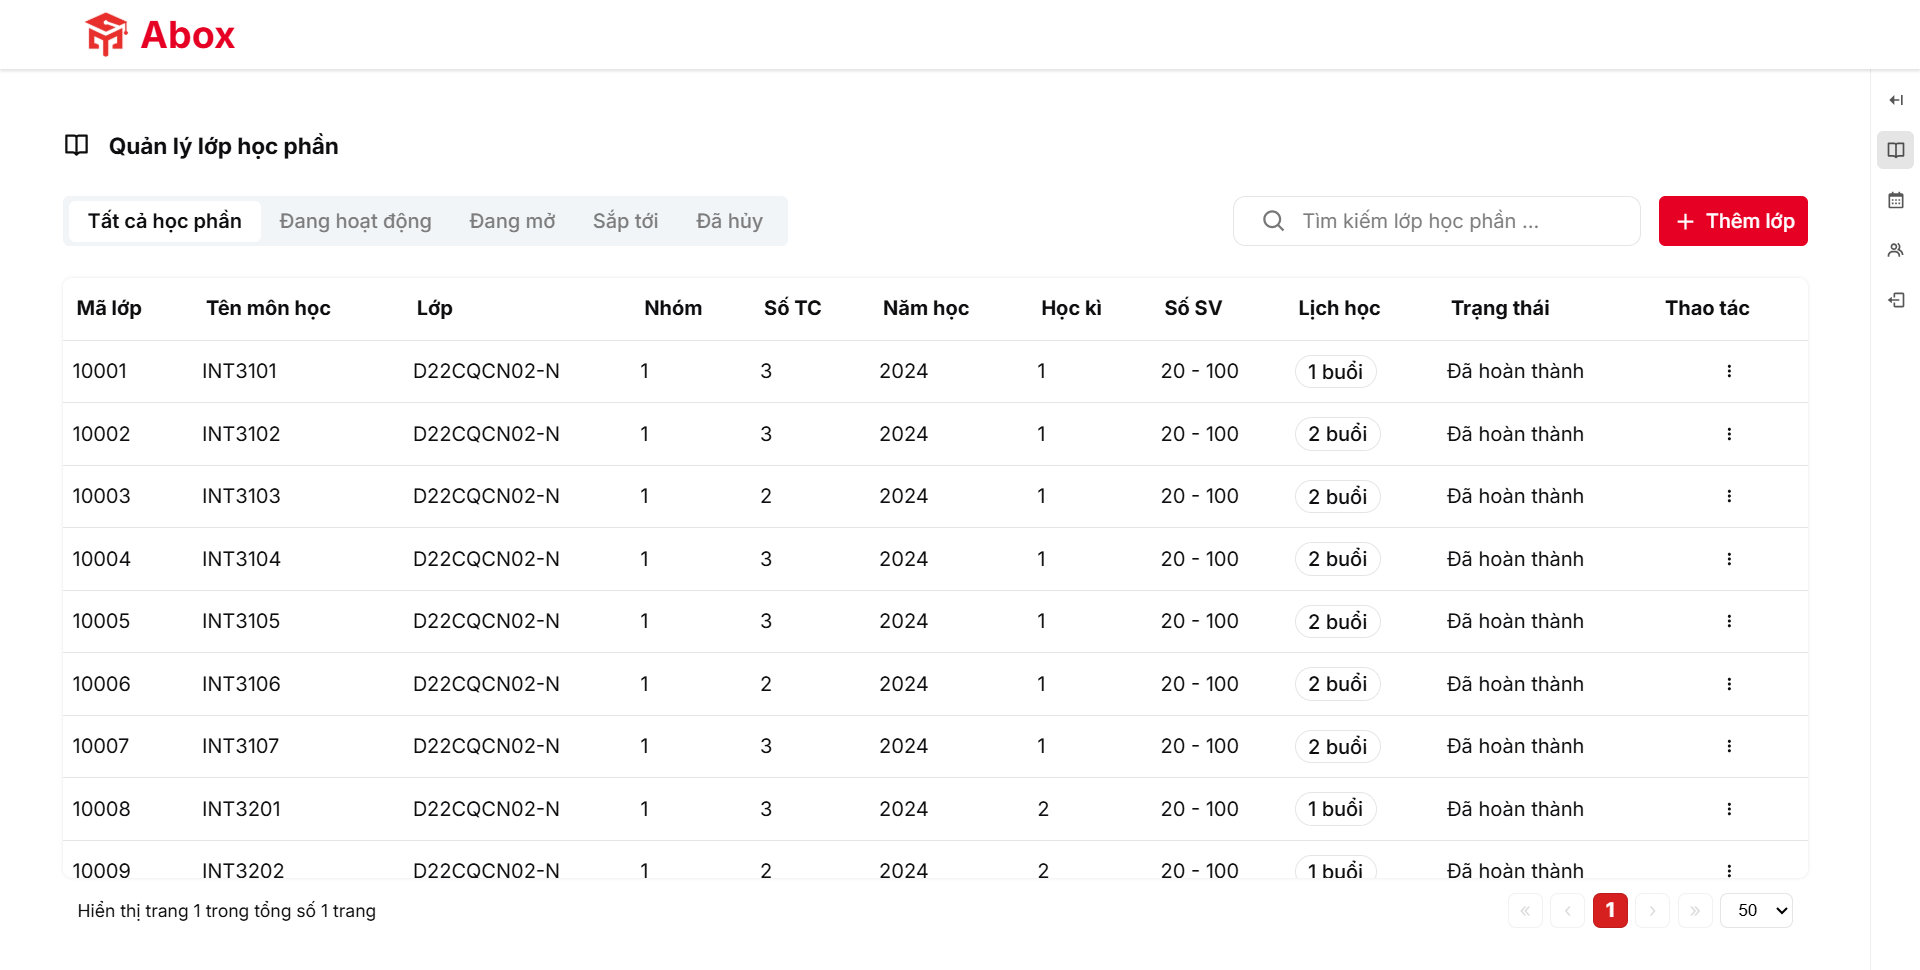 Abox
Quản lý lớp học phần
Tất cả học phần Đang hoạt động Đang mở Sắp tới Đã hủy Tìm kiếm lớp học phần ... + Thêm lớp
Mã lớp Tên môn học Lớp Nhóm Số TC Năm học Học kì Số SV Lịch học Trạng thái Thao tác
10001 INT3101 D22CQCN02-N 1 3 2024 1 20 - 100 1 buổi Đã hoàn thành
10002 INT3102 D22CQCN02-N 1 3 2024 1 20 - 100 2 buổi Đã hoàn thành
10003 INT3103 D22CQCN02-N 1 2 2024 1 20 - 100 2 buổi Đã hoàn thành
10004 INT3104 D22CQCN02-N 1 3 2024 1 20 - 100 2 buổi Đã hoàn thành
10005 INT3105 D22CQCN02-N 1 3 2024 1 20 - 100 2 buổi Đã hoàn thành
10006 INT3106 D22CQCN02-N 1 2 2024 1 20 - 100 2 buổi Đã hoàn thành
10007 INT3107 D22CQCN02-N 1 3 2024 1 20 - 100 2 buổi Đã hoàn thành
10008 INT3201 D22CQCN02-N 1 3 2024 2 20 - 100 1 buổi Đã hoàn thành
10009 INT3202 D22CQCN02-N 1 2 2024 2 20 - 100 1 buổi Đã hoàn thành
Hiển thị trang 1 trong tổng số 1 trang « ‹ 1 › » 50